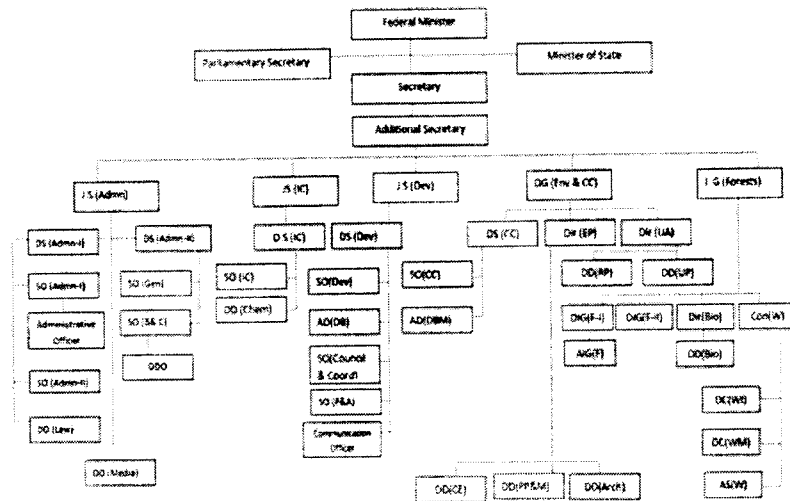 Federal Minister
Parliamentary Secretary
Minister of State
Secretary
Additional Secretary
J.S (Admn)
JS (IC)
J.S (Dev)
DG (Env & CC)
I.G (Forests)
DS (Admn-I)
DS (Admn-II)
D.S (IC)
DS (Dev)
DS (CC)
Dir (EP)
Dir (UA)
SO (Admn-I)
SO (Gen)
SO (IC)
SO(Dev)
SO(CC)
DD(RP)
DD(UP)
Administrative
Officer
SO (B& C)
DD (Chem)
AD(DB)
AD(DBM)
DIG(F-I)
DIG(F-II)
Dir(Bio)
Con(W)
SO (Admn-II)
DDO
SO(Council
& Coord)
AIG(F)
DD(Bio)
DD (Law)
SO (F&A)
DC(WI)
Communication
Officer
DC(WM)
DD (Media)
DD(CE)
DD(PP&M)
DD(Arch)
AS(W)